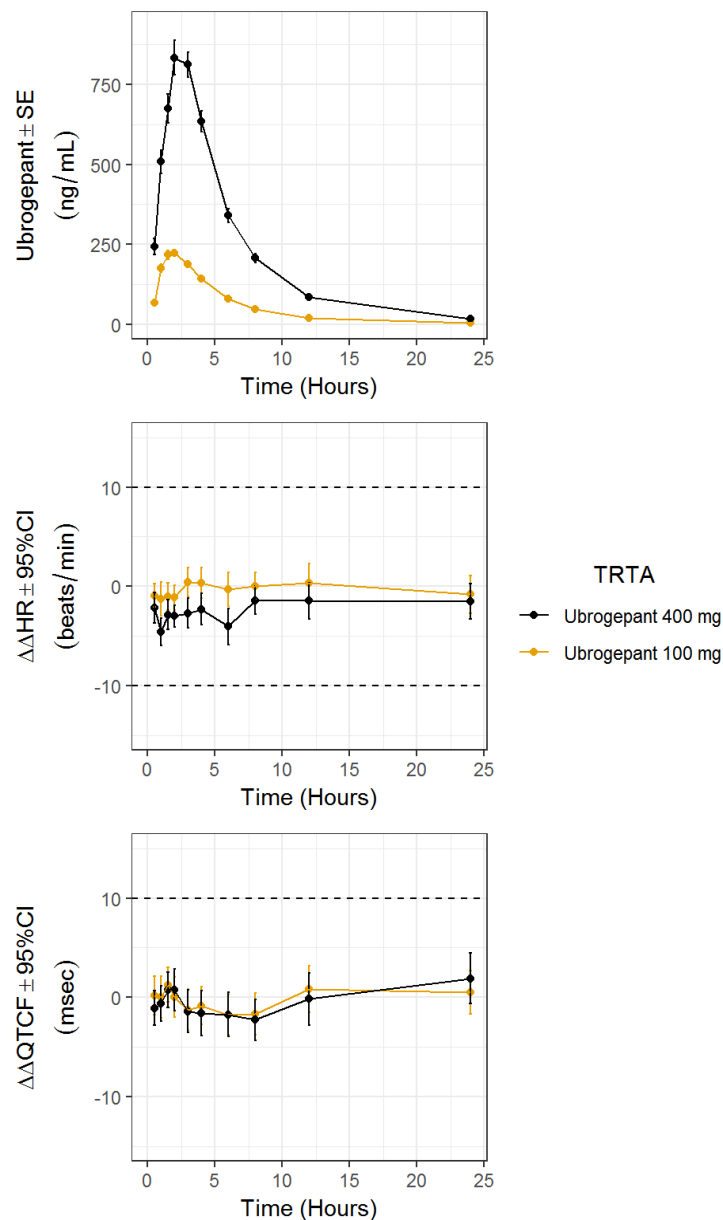 Ubrogepant ± SE
(ng/mL)
750
500
250
0
0 5 10 15 20 25
Time (Hours)
ΔΔHR ± 95%CI
(beats/min)
10
0
-10
0 5 10 15 20 25
Time (Hours)
TRTA
Ubrogepant 400 mg
Ubrogepant 100 mg
ΔΔQTCF ± 95%CI
(msec)
10
0
-10
0 5 10 15 20 25
Time (Hours)